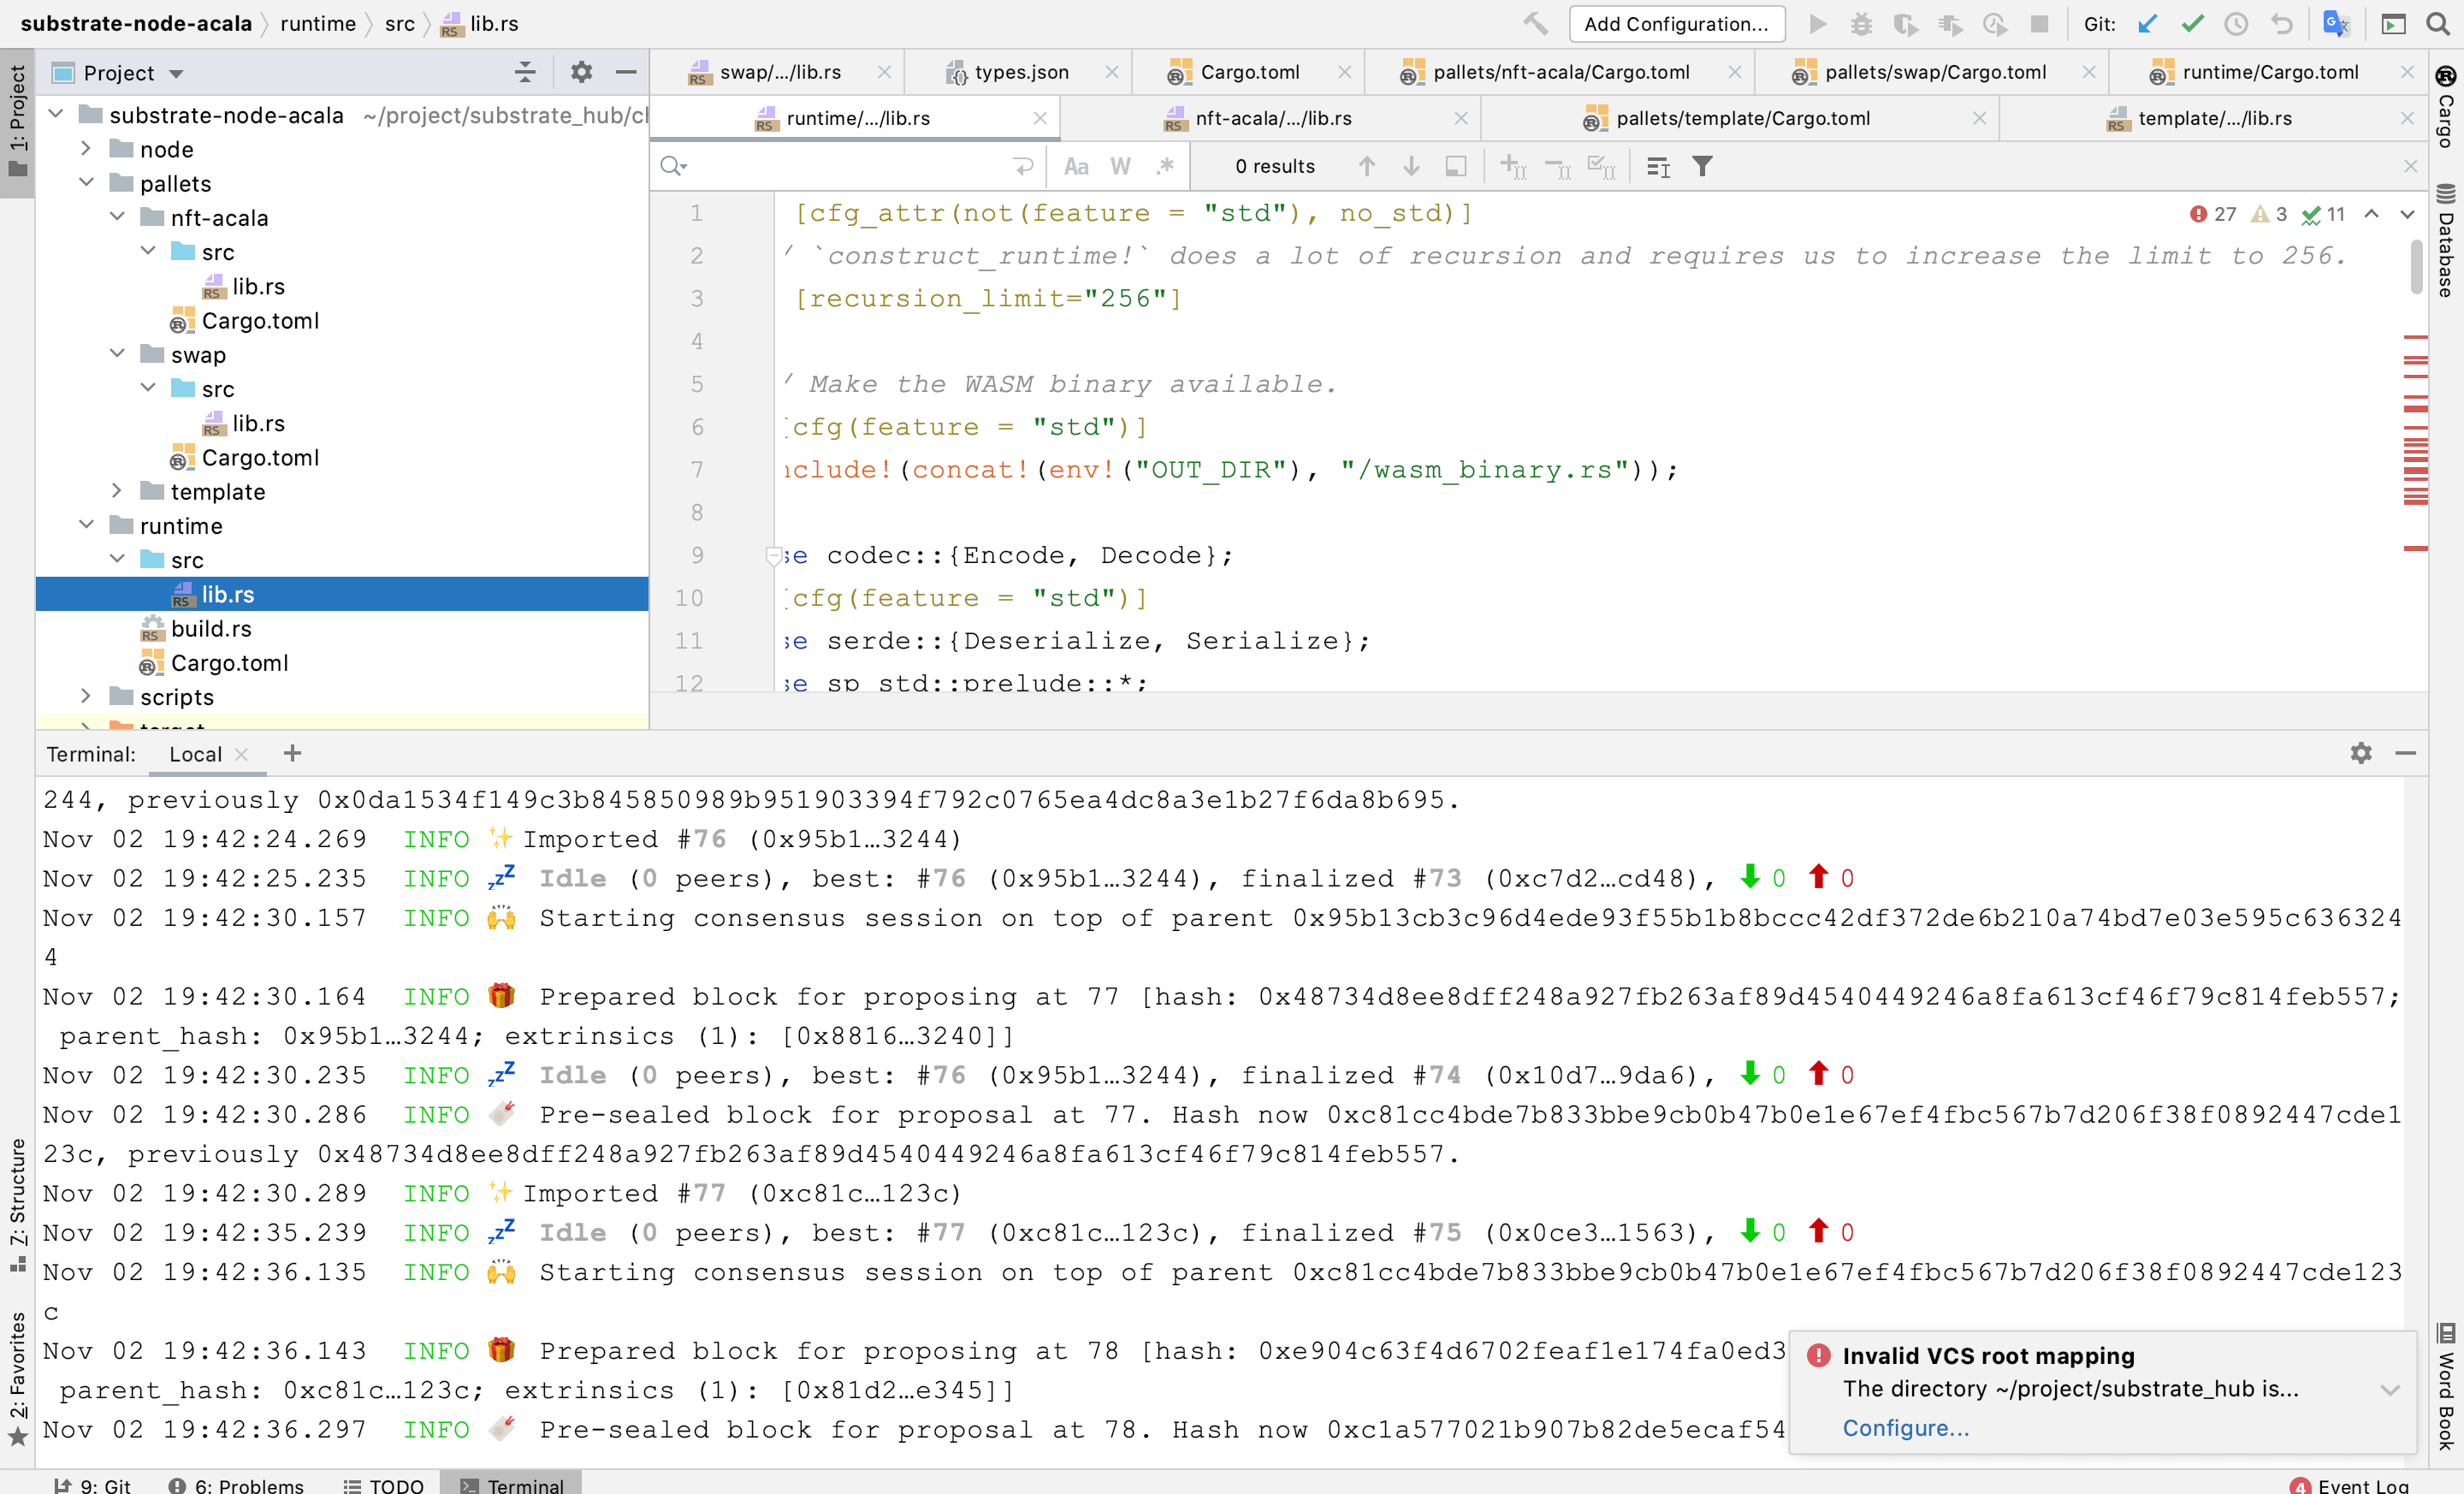 substrate-node-acala runtime src lib.rs
Add Configuration...
Git:
1: Project
Project
substrate-node-acala ~/project/substrate_hub/cl
node
pallets
nft-acala
src
lib.rs
Cargo.toml
swap
src
lib.rs
Cargo.toml
template
runtime
src
lib.rs
build.rs
Cargo.toml
scripts
target
swap/.../lib.rs
types.json
Cargo.toml
pallets/nft-acala/Cargo.toml
pallets/swap/Cargo.toml
runtime/Cargo.toml
runtime/.../lib.rs
nft-acala/.../lib.rs
pallets/template/Cargo.toml
template/.../lib.rs
Aa W .* 0 results
27 3 11
1 [cfg_attr(not(feature = "std"), no_std)]
2 / `construct_runtime!` does a lot of recursion and requires us to increase the limit to 256.
3 [recursion_limit="256"]
4
5 / Make the WASM binary available.
6 [cfg(feature = "std")]
7 nclude!(concat!(env!("OUT_DIR"), "/wasm_binary.rs"));
8
9 se codec::{Encode, Decode};
10 [cfg(feature = "std")]
11 se serde::{Deserialize, Serialize};
12 se sp_std::prelude::*;
Cargo
Database
Word Book
Terminal: Local
244, previously 0x0da1534f149c3b845850989b951903394f792c0765ea4dc8a3e1b27f6da8b695.
Nov 02 19:42:24.269 INFO ✨ Imported #76 (0x95b1…3244)
Nov 02 19:42:25.235 INFO 💤 Idle (0 peers), best: #76 (0x95b1…3244), finalized #73 (0xc7d2…cd48), ⬇ 0 ⬆ 0
Nov 02 19:42:30.157 INFO 🙌 Starting consensus session on top of parent 0x95b13cb3c96d4ede93f55b1b8bccc42df372de6b210a74bd7e03e595c636324
4
Nov 02 19:42:30.164 INFO 🎁 Prepared block for proposing at 77 [hash: 0x48734d8ee8dff248a927fb263af89d4540449246a8fa613cf46f79c814feb557;
parent_hash: 0x95b1…3244; extrinsics (1): [0x8816…3240]]
Nov 02 19:42:30.235 INFO 💤 Idle (0 peers), best: #76 (0x95b1…3244), finalized #74 (0x10d7…9da6), ⬇ 0 ⬆ 0
Nov 02 19:42:30.286 INFO 🔖 Pre-sealed block for proposal at 77. Hash now 0xc81cc4bde7b833bbe9cb0b47b0e1e67ef4fbc567b7d206f38f0892447cde1
23c, previously 0x48734d8ee8dff248a927fb263af89d4540449246a8fa613cf46f79c814feb557.
Nov 02 19:42:30.289 INFO ✨ Imported #77 (0xc81c…123c)
Nov 02 19:42:35.239 INFO 💤 Idle (0 peers), best: #77 (0xc81c…123c), finalized #75 (0x0ce3…1563), ⬇ 0 ⬆ 0
Nov 02 19:42:36.135 INFO 🙌 Starting consensus session on top of parent 0xc81cc4bde7b833bbe9cb0b47b0e1e67ef4fbc567b7d206f38f0892447cde123
c
Nov 02 19:42:36.143 INFO 🎁 Prepared block for proposing at 78 [hash: 0xe904c63f4d6702feaf1e174fa0ed3
parent_hash: 0xc81c…123c; extrinsics (1): [0x81d2…e345]]
Nov 02 19:42:36.297 INFO 🔖 Pre-sealed block for proposal at 78. Hash now 0xc1a577021b907b82de5ecaf54
Invalid VCS root mapping
The directory ~/project/substrate_hub is...
Configure...
7: Structure
2: Favorites
9: Git 6: Problems TODO Terminal
4 Event Log